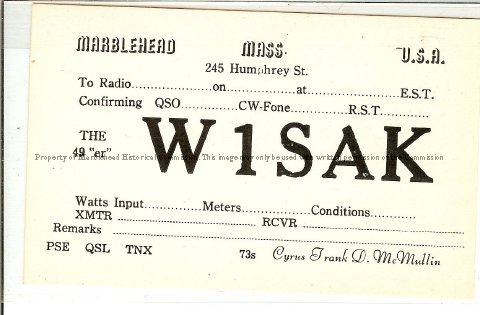 MARBLEHEAD MASS. U.S.A.
245 Humphrey St.
To Radio....................on....................at....................E.S.T.
Confirming QSO..............CW-Fone..............R.S.T.............
THE
49 "er" W1SAK
Property of Marblehead Historical Commission. This image may only be used with written permission of the Commission
Watts Input..............Meters..............Conditions............
XMTR .............................. RCVR ..............................
Remarks ............................................................
PSE QSL TNX 73s Cyrus Frank D. McMullin